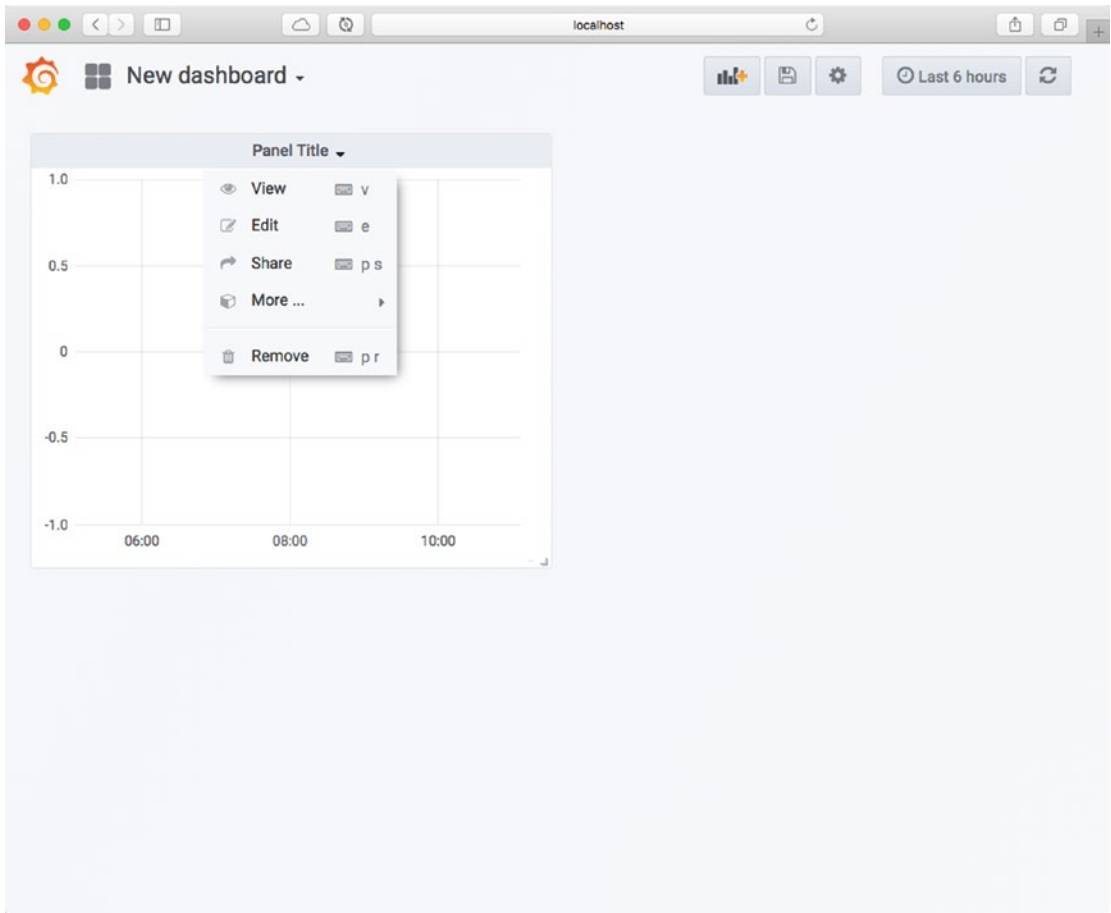 localhost
New dashboard
Last 6 hours
Panel Title
1.0
View v
Edit e
0.5
Share p s
More ...
0
Remove p r
-0.5
-1.0
06:00 08:00 10:00